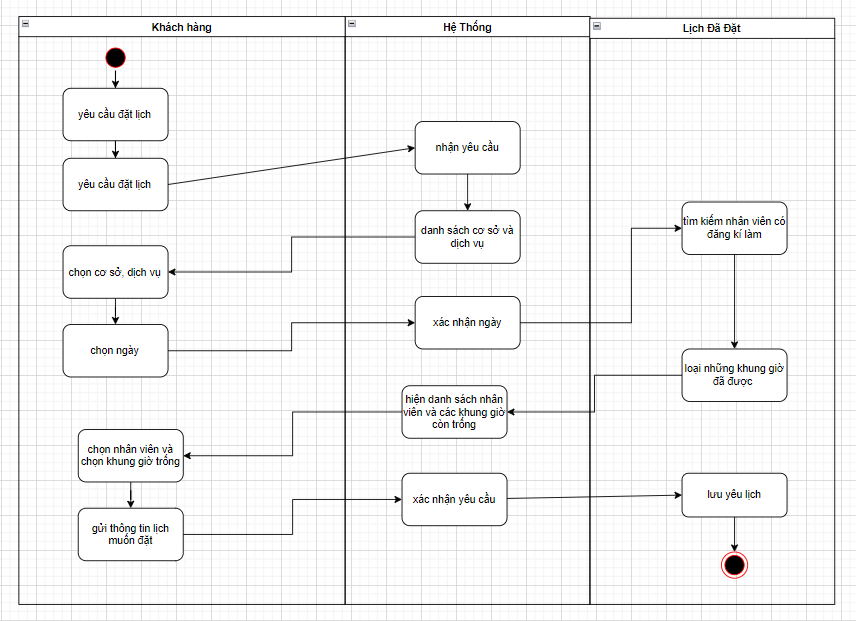 Khách hàng
Hệ Thống
Lịch Đã Đặt
yêu cầu đặt lịch
yêu cầu đặt lịch
nhận yêu cầu
danh sách cơ sở và
dịch vụ
chọn cơ sở, dịch vụ
chọn ngày
xác nhận ngày
tìm kiếm nhân viên có
đăng kí làm
loại những khung giờ
đã được
hiện danh sách nhân
viên và các khung giờ
còn trống
chọn nhân viên và
chọn khung giờ trống
gửi thông tin lịch
muốn đặt
xác nhận yêu cầu
lưu yêu lịch